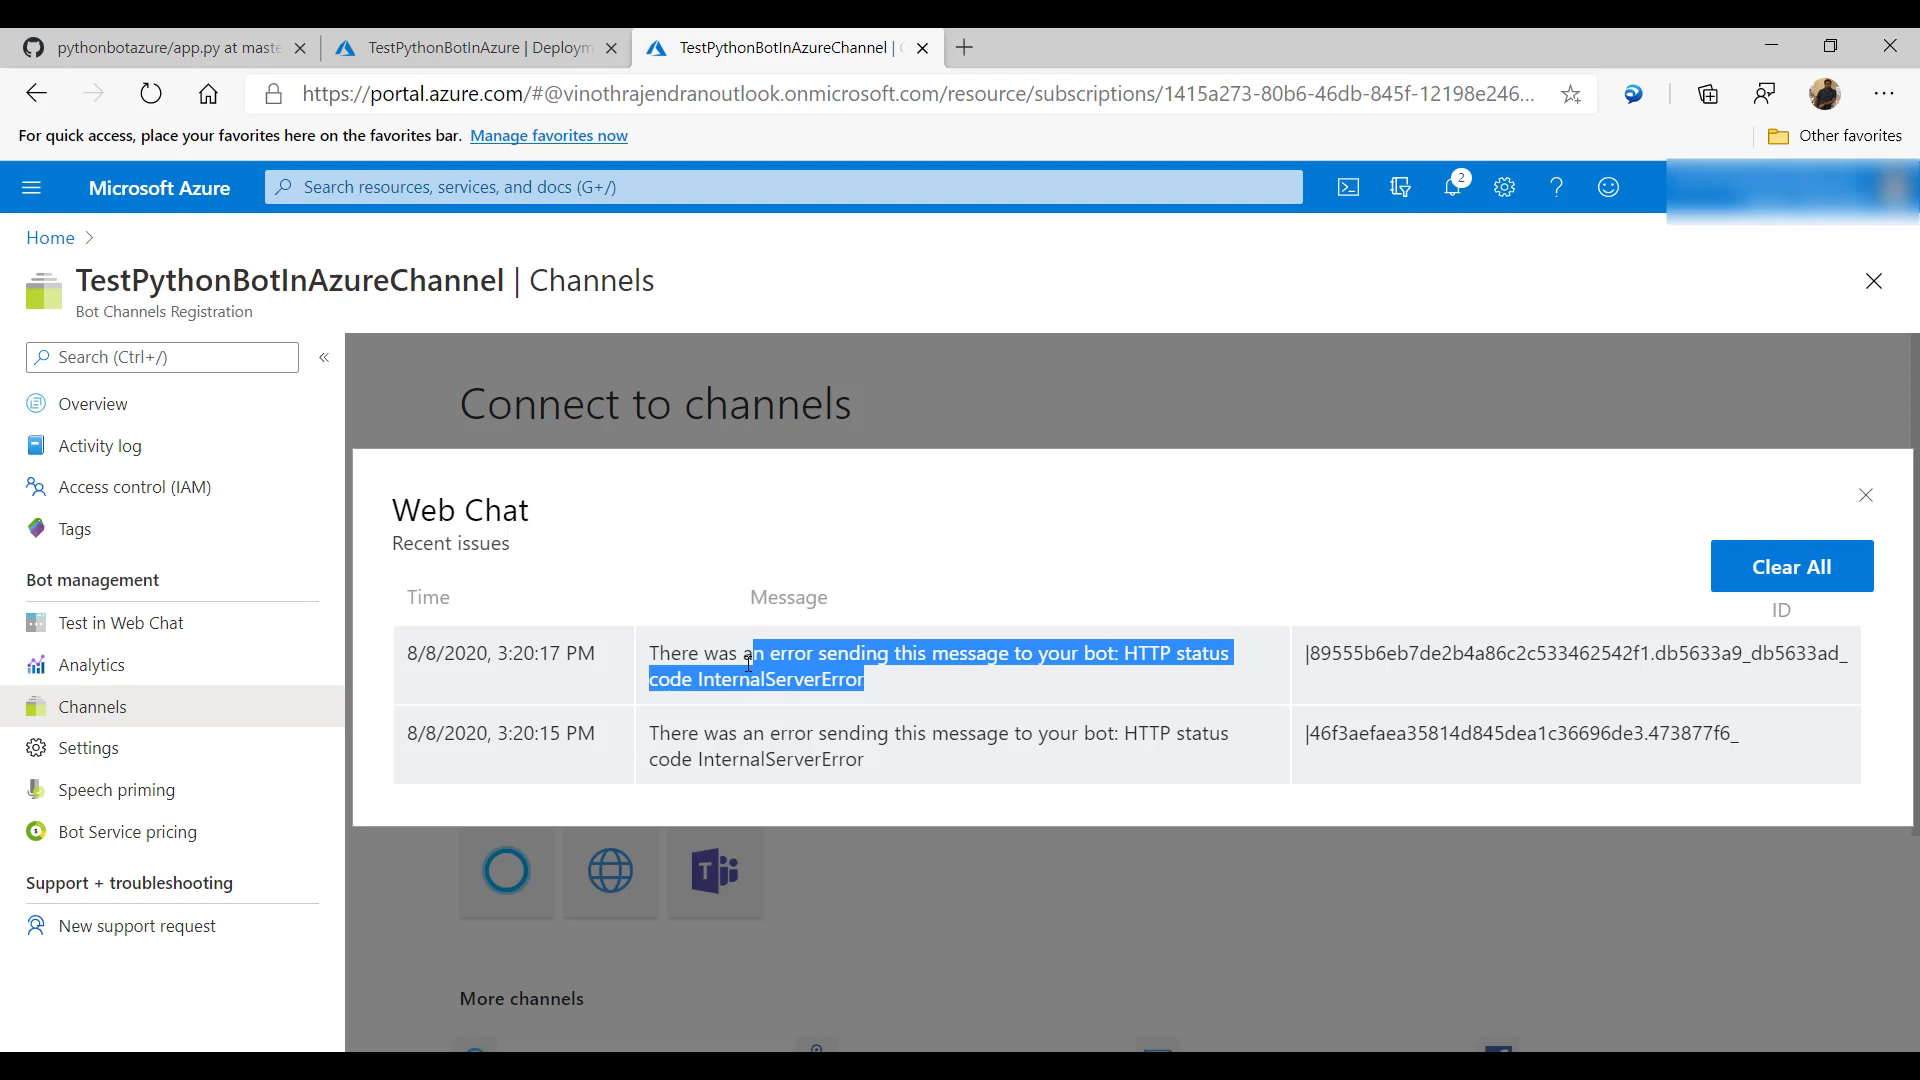 pythonbotazure/app.py at maste
TestPythonBotInAzure | Deploym
TestPythonBotInAzureChannel |
https://portal.azure.com/#@vinothrajendranoutlook.onmicrosoft.com/resource/subscriptions/1415a273-80b6-46db-845f-12198e246...
For quick access, place your favorites here on the favorites bar. Manage favorites now
Other favorites
Microsoft Azure
Search resources, services, and docs (G+/)
2
Home
TestPythonBotInAzureChannel | Channels
Bot Channels Registration
Search (Ctrl+/)
Overview
Activity log
Access control (IAM)
Tags
Bot management
Test in Web Chat
Analytics
Channels
Settings
Speech priming
Bot Service pricing
Support + troubleshooting
New support request
Connect to channels
Web Chat
Recent issues
Clear All
Time Message ID
8/8/2020, 3:20:17 PM There was an error sending this message to your bot: HTTP status |89555b6eb7de2b4a86c2c533462542f1.db5633a9_db5633ad_
code InternalServerError
8/8/2020, 3:20:15 PM There was an error sending this message to your bot: HTTP status |46f3aefaea35814d845dea1c36696de3.473877f6_
code InternalServerError
More channels